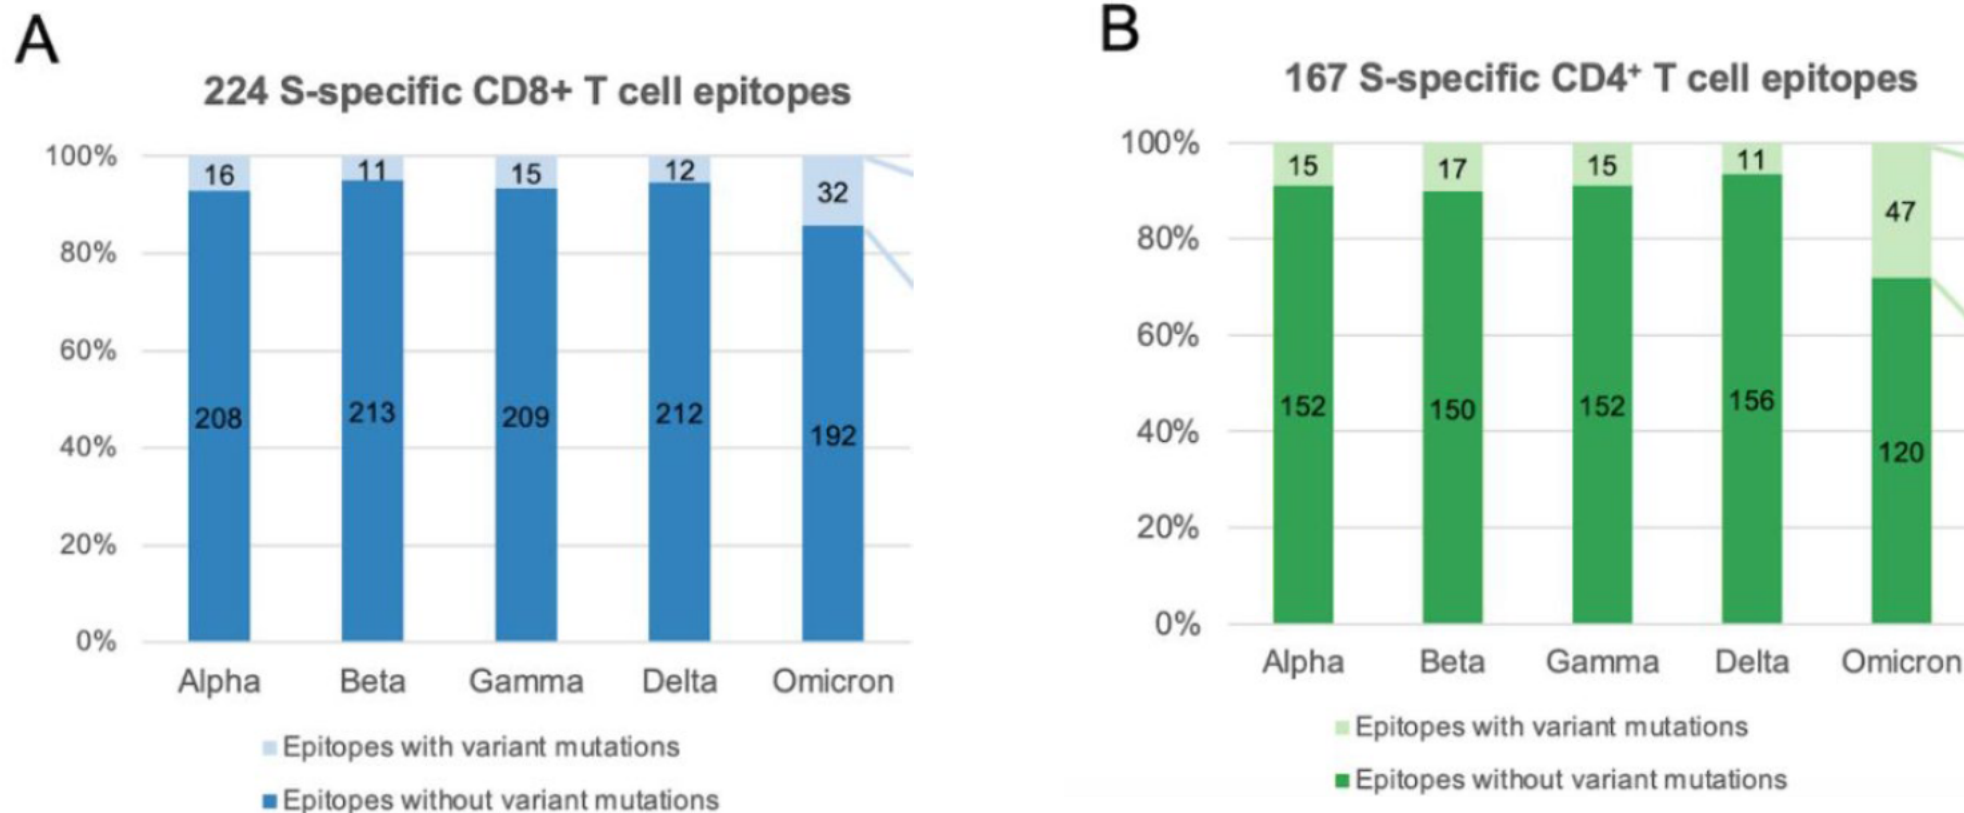 A
224 S-specific CD8+ T cell epitopes
100%
80%
60%
40%
20%
0%
16
11
15
12
32
208
213
209
212
192
Alpha
Beta
Gamma
Delta
Omicron
Epitopes with variant mutations
Epitopes without variant mutations
B
167 S-specific CD4⁺ T cell epitopes
100%
80%
60%
40%
20%
0%
15
17
15
11
47
152
150
152
156
120
Alpha
Beta
Gamma
Delta
Omicron
Epitopes with variant mutations
Epitopes without variant mutations